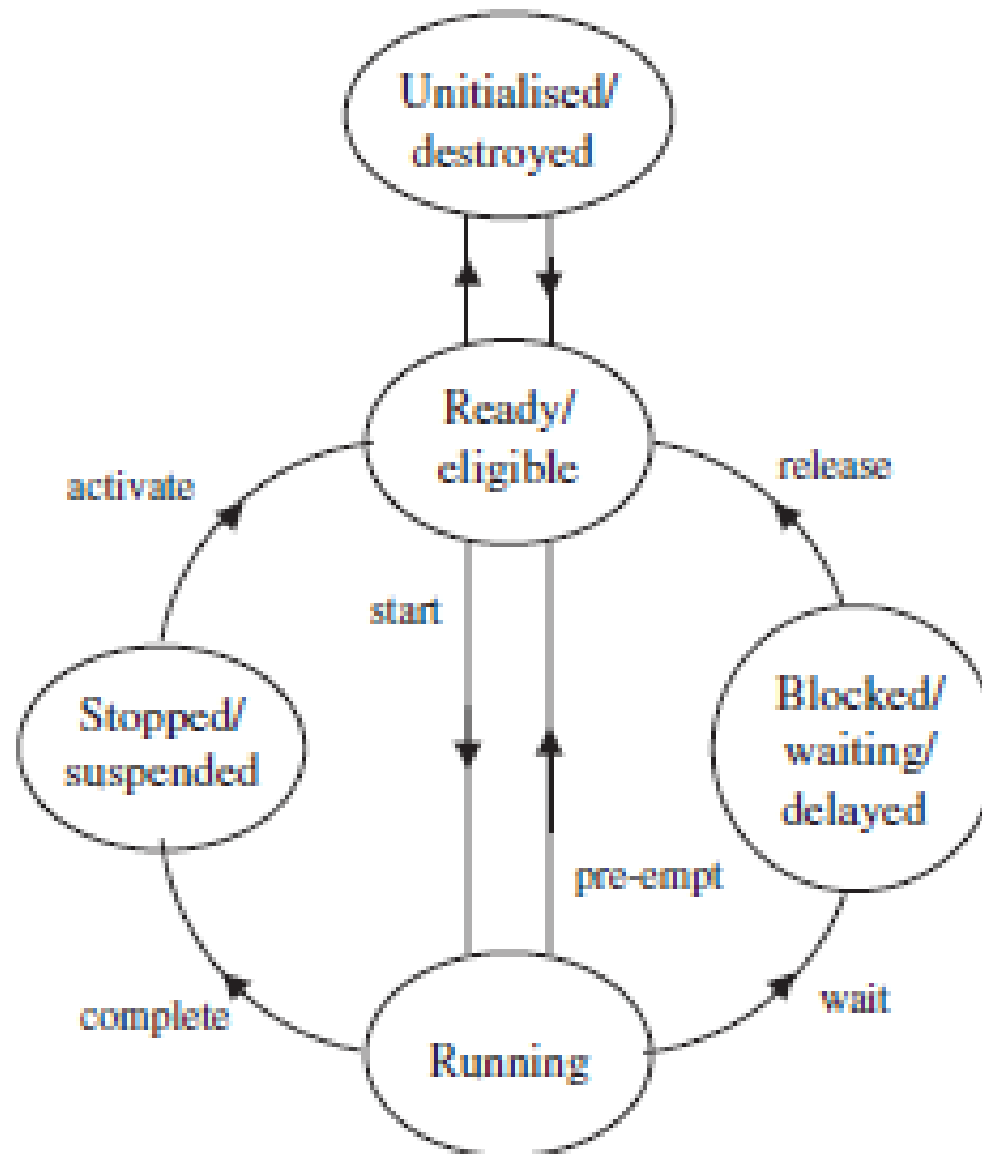 Unitialised/
destroyed
Ready/
eligible
activate
release
start
Stopped/
suspended
Blocked/
waiting/
delayed
pre-empt
complete
wait
Running